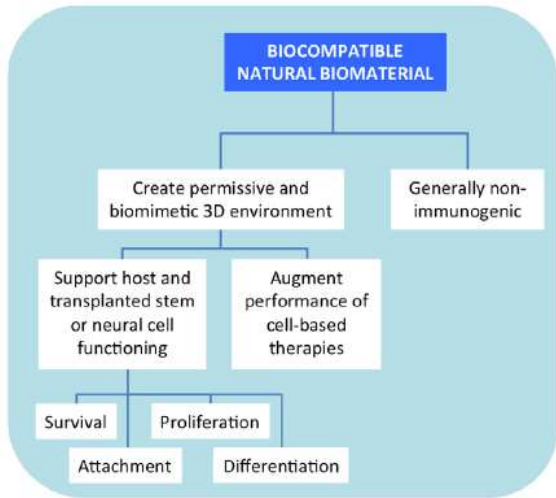 BIOCOMPATIBLE
NATURAL BIOMATERIAL
Create permissive and
biomimetic 3D environment
Generally non-
immunogenic
Support host and
transplanted stem
or neural cell
functioning
Augment
performance of
cell-based
therapies
Survival
Proliferation
Attachment
Differentiation